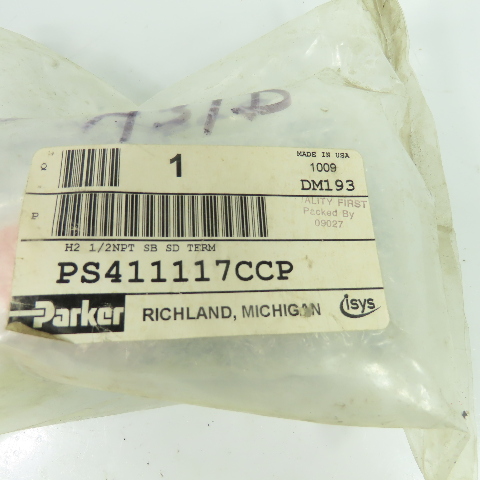 Q 1 MADE IN USA
1009
DM193
QUALITY FIRST
Packed By
09027
P
H2 1/2NPT SB SD TERM
PS411117CCP
Parker RICHLAND, MICHIGAN isys